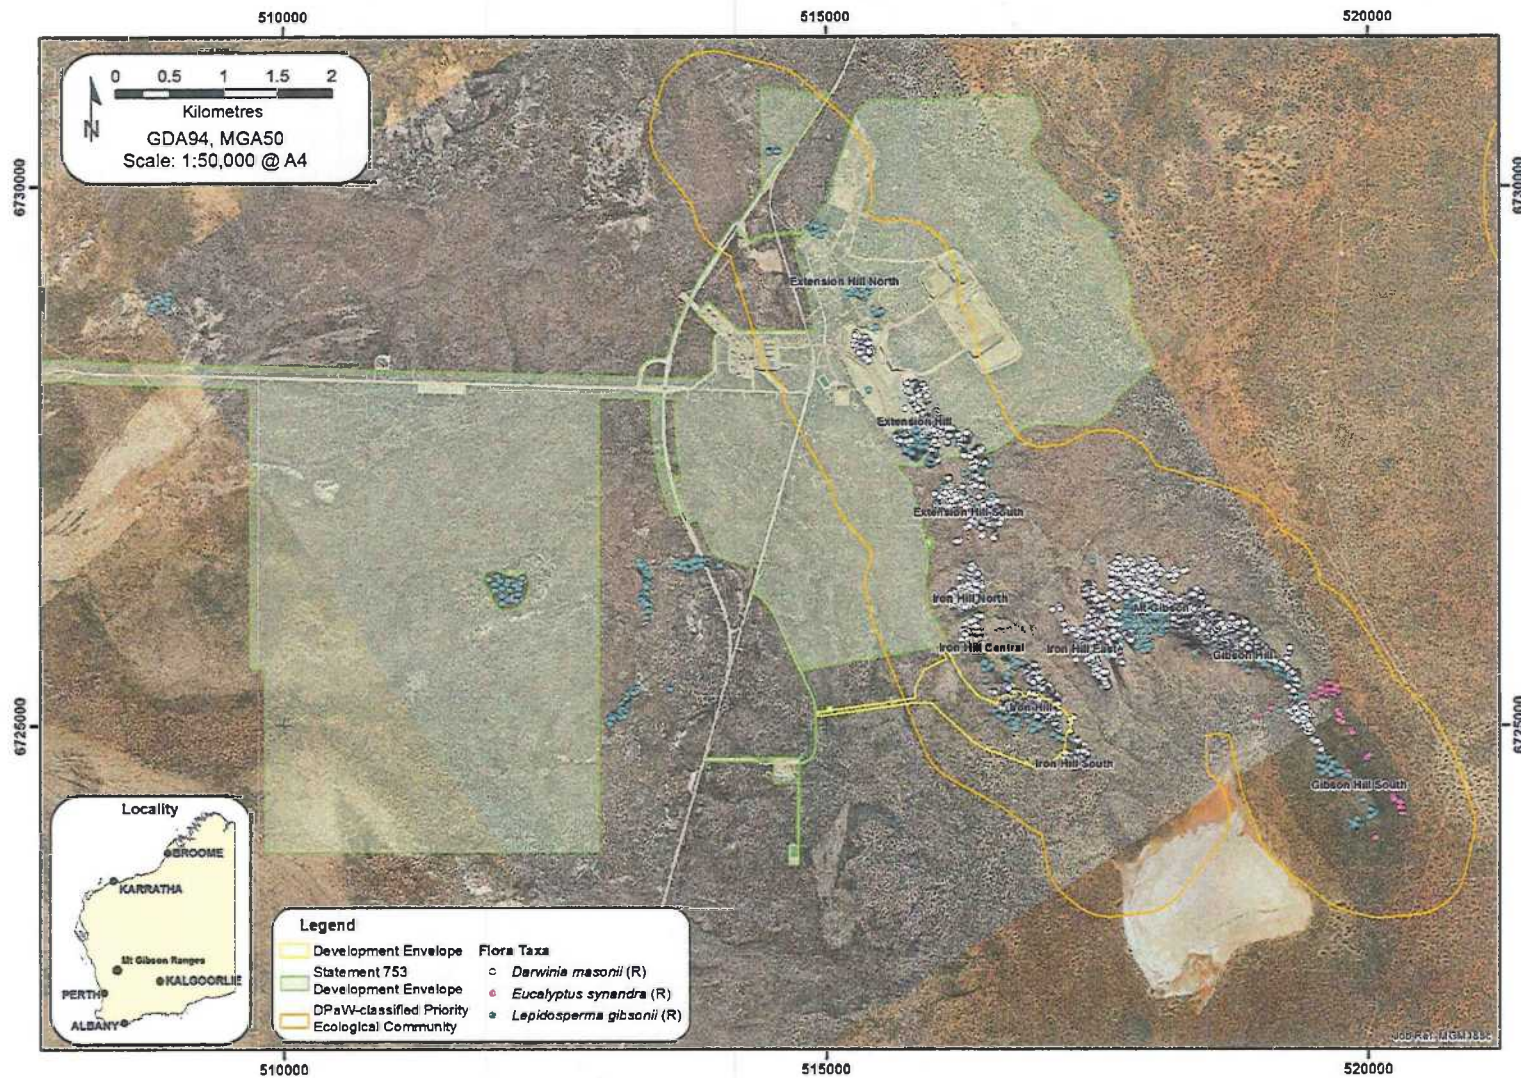 510000
515000
520000
0 0.5 1 1.5 2
Kilometres
N
GDA94, MGA50
Scale: 1:50,000 @ A4
6730000
6730000
Extension Hill North
Extension Hill
Extension Hill South
Iron Hill North
Mt Gibson
Iron Hill Central
Iron Hill East
Gibson Hill
Iron Hill
6725000
6725000
Iron Hill South
Gibson Hill South
Locality
BROOME
KARRATHA
Mt Gibson Ranges
KALGOORLIE
PERTH
ALBANY
Legend
Development Envelope
Statement 753
Development Envelope
DPaW-classified Priority
Ecological Community
Flora Taxa
Darwinia masonii (R)
Eucalyptus synandra (R)
Lepidosperma gibsonii (R)
510000
515000
520000